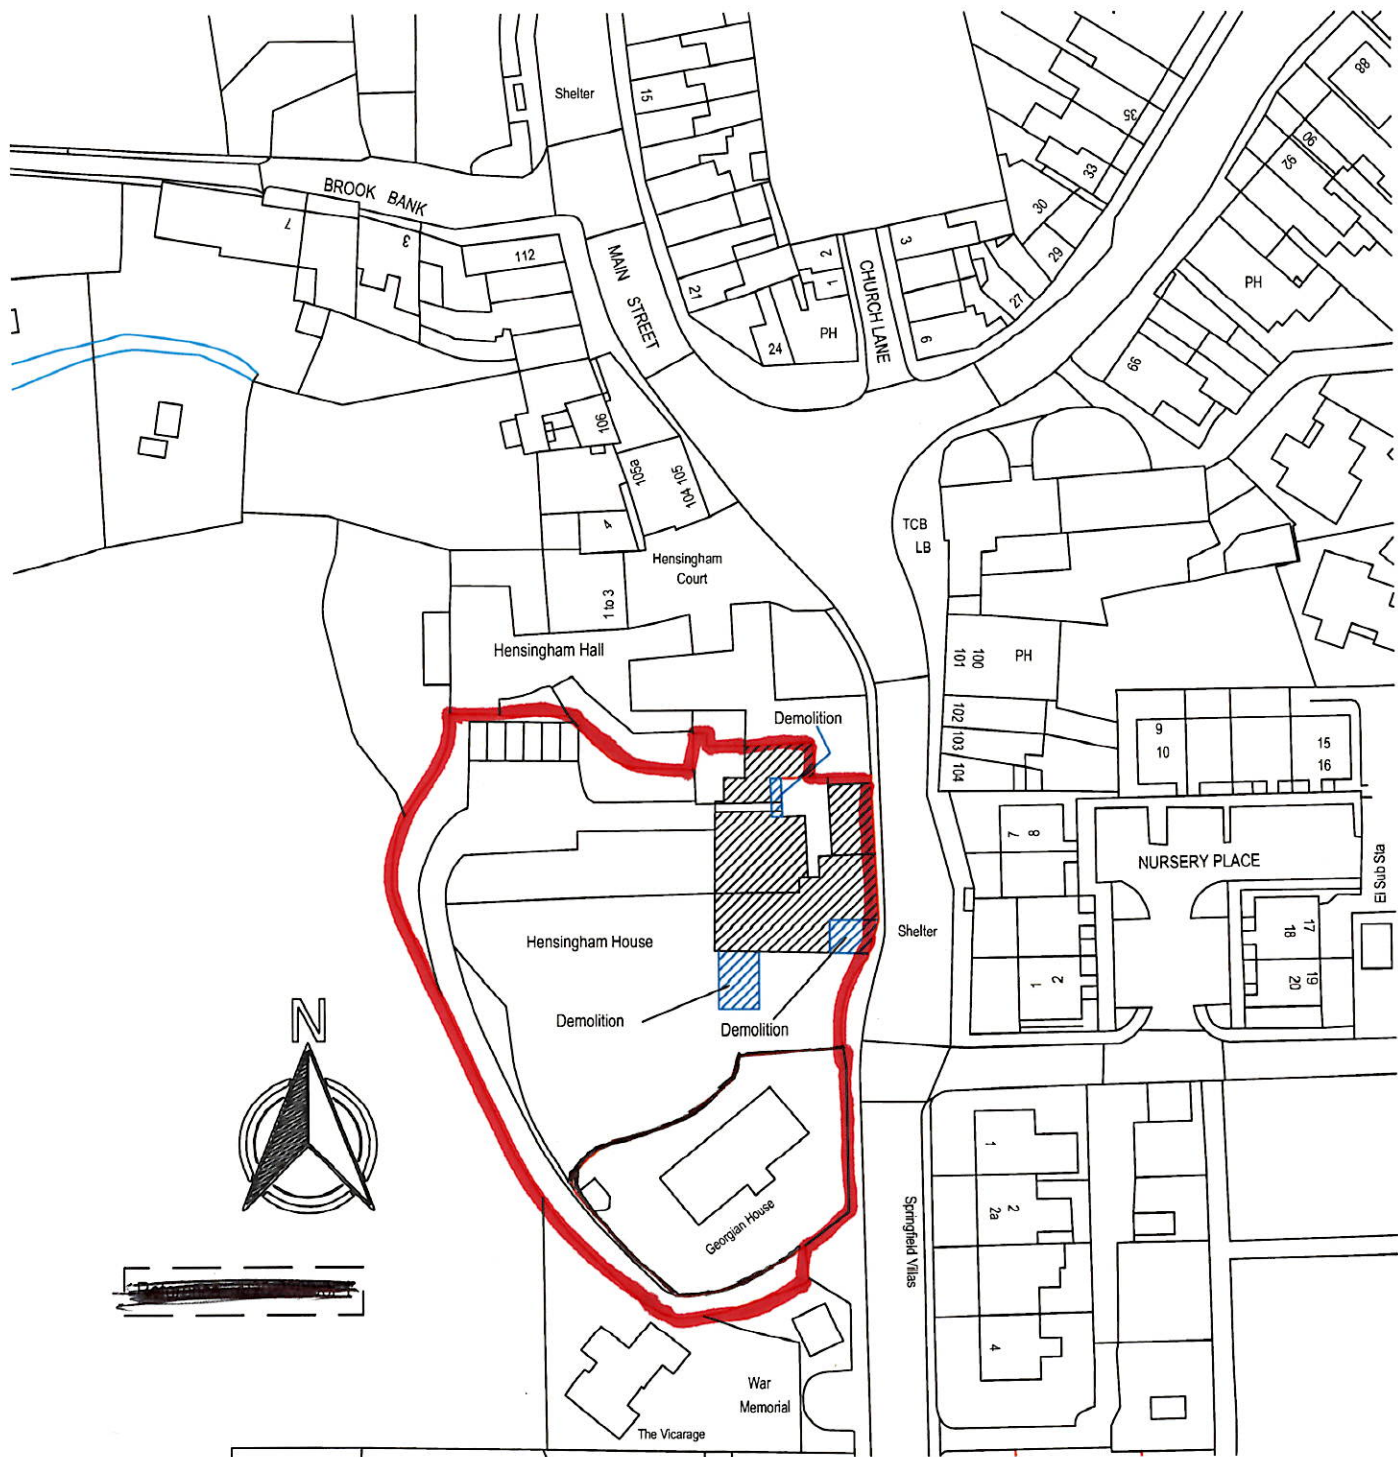 Shelter
15
35
88
90
92
33
30
29
27
BROOK BANK
7
3
112
MAIN STREET
21
2
1
CHURCH LANE
3
6
PH
24
PH
99
106
105a
104 105
4
Hensingham
Court
1 to 3
TCB
LB
Hensingham Hall
101
100
PH
102
103
104
Demolition
9
10
15
16
7
8
NURSERY PLACE
El Sub Sta
Hensingham House
Shelter
17
18
19
20
1
2
Demolition
Demolition
N
Georgian House
Springfield Villas
1
2
2a
4
War
Memorial
The Vicarage